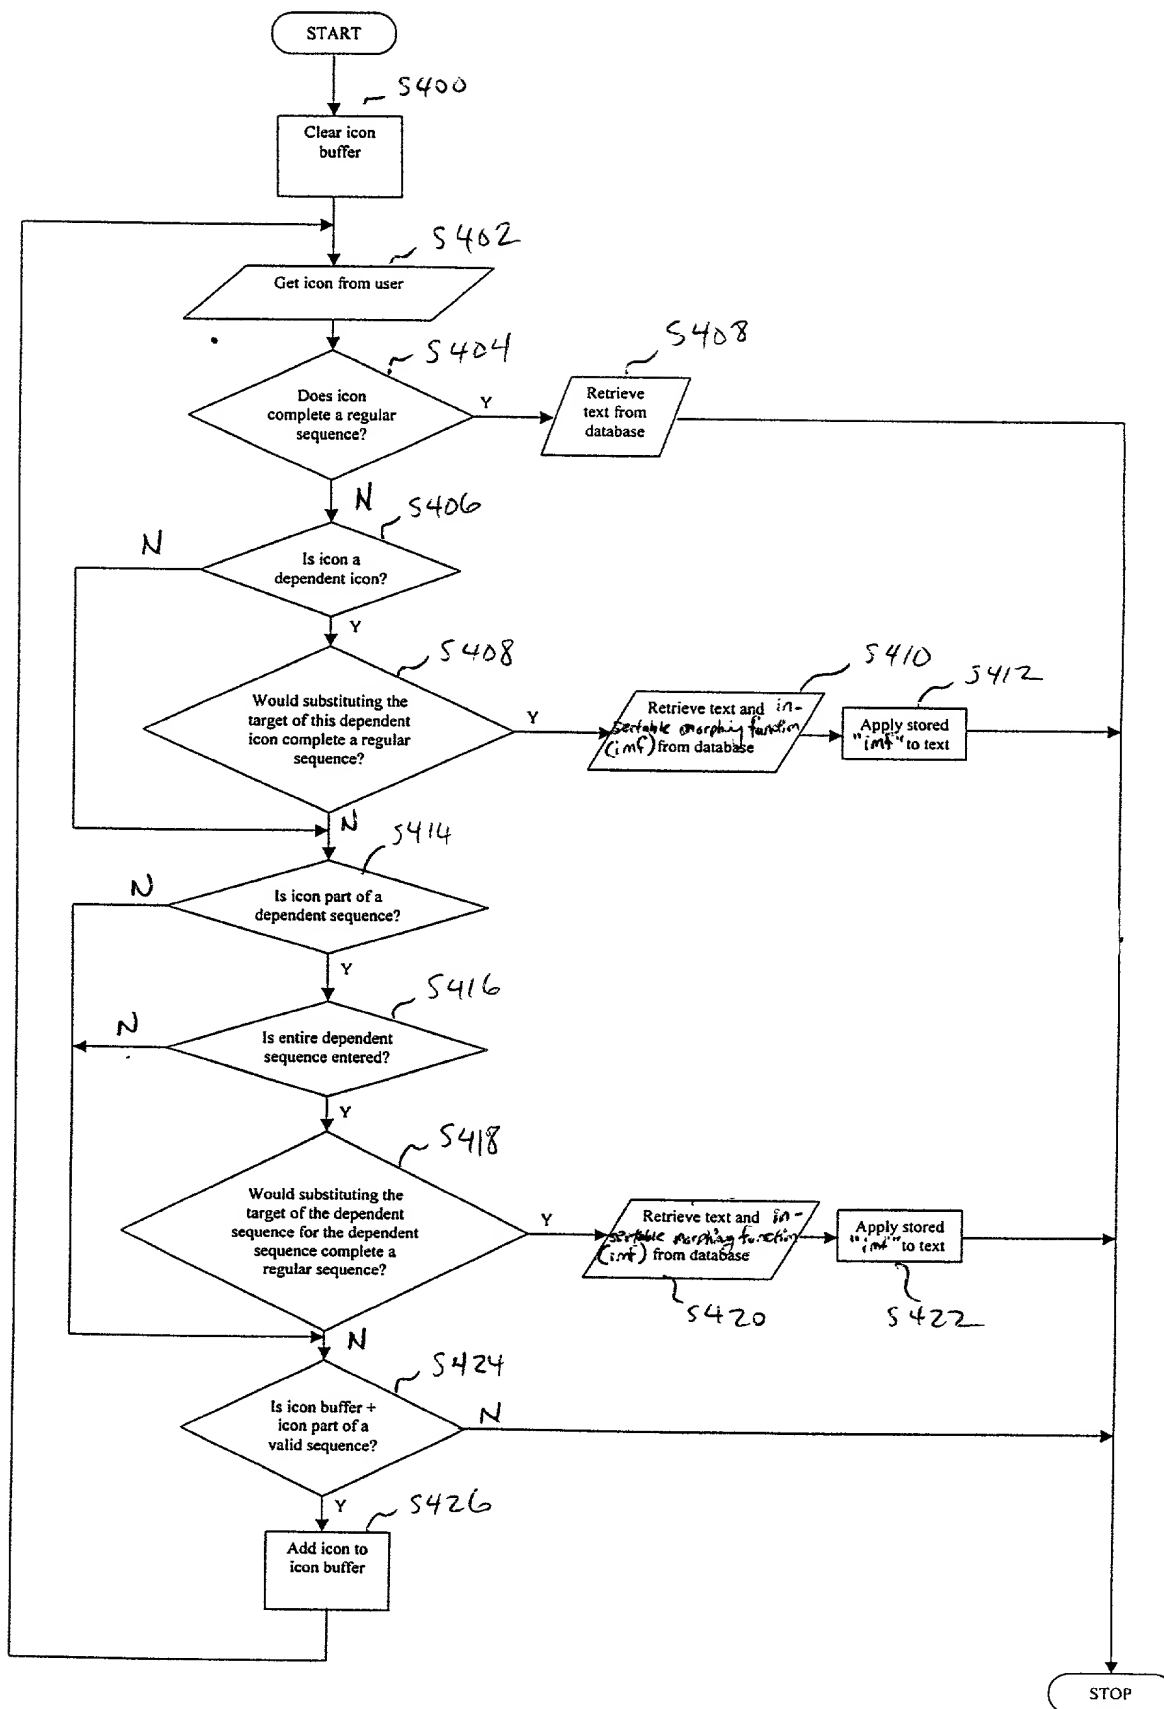 START
S400
Clear icon
buffer
S402
Get icon from user
S404
S408
Does icon
complete a regular
sequence?
Y
Retrieve
text from
database
N
S406
N
Is icon a
dependent icon?
Y
S408
S410
S412
Would substituting the
target of this dependent
icon complete a regular
sequence?
Y
Retrieve text and in-
sertable morphing function
(imf) from database
Apply stored
"imf" to text
N
S414
N
Is icon part of a
dependent sequence?
Y
S416
N
Is entire dependent
sequence entered?
Y
S418
Would substituting the
target of the dependent
sequence for the dependent
sequence complete a
regular sequence?
Y
Retrieve text and in-
sertable morphing function
(imf) from database
Apply stored
"imf" to text
S420
S422
N
S424
Is icon buffer +
icon part of a
valid sequence?
N
Y
S426
Add icon to
icon buffer
STOP